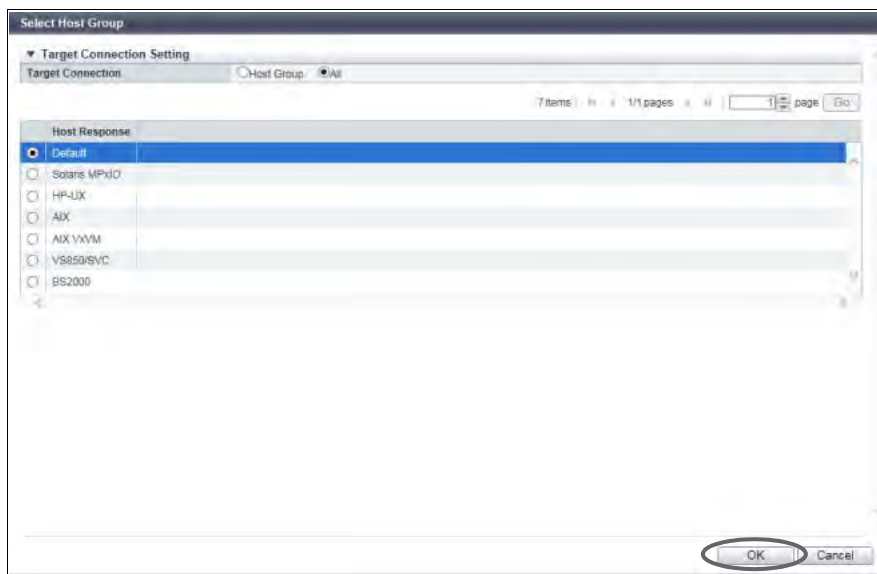 Select Host Group
▼ Target Connection Setting
Target Connection Host Group All
7 items 1/1 pages 1 page Go
Host Response
Default
Solaris MPxIO
HP-UX
AIX
AIX VxVM
VS850/SVC
BS2000
OK Cancel